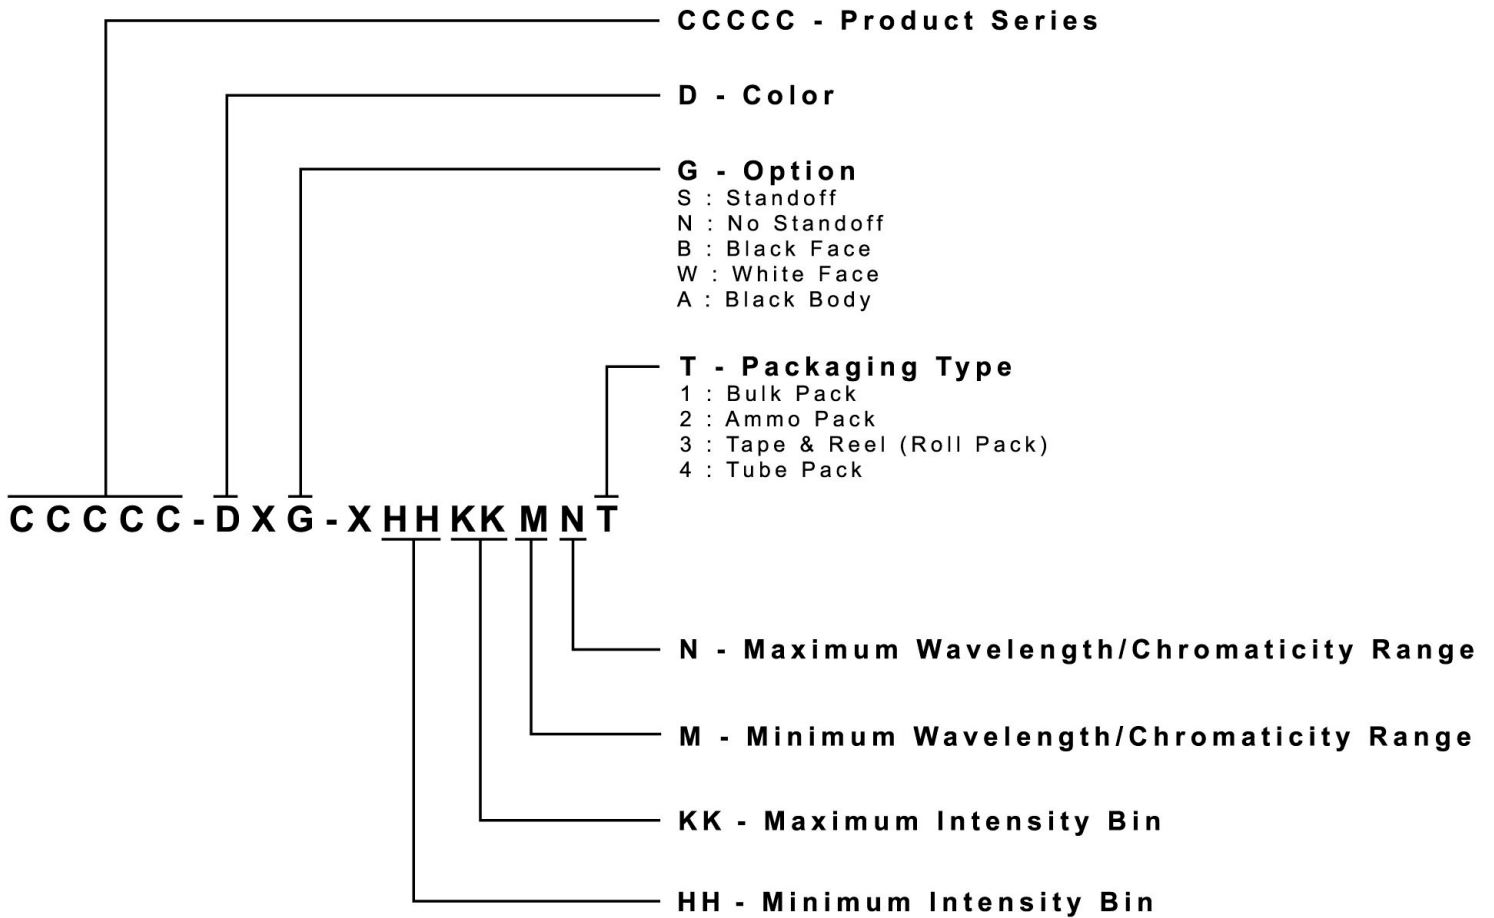 CCCCC - Product Series
D - Color
G - Option
S : Standoff
N : No Standoff
B : Black Face
W : White Face
A : Black Body
T - Packaging Type
1 : Bulk Pack
2 : Ammo Pack
3 : Tape & Reel (Roll Pack)
4 : Tube Pack
CCCCC-DXG-XHHKKMNT
N - Maximum Wavelength/Chromaticity Range
M - Minimum Wavelength/Chromaticity Range
KK - Maximum Intensity Bin
HH - Minimum Intensity Bin